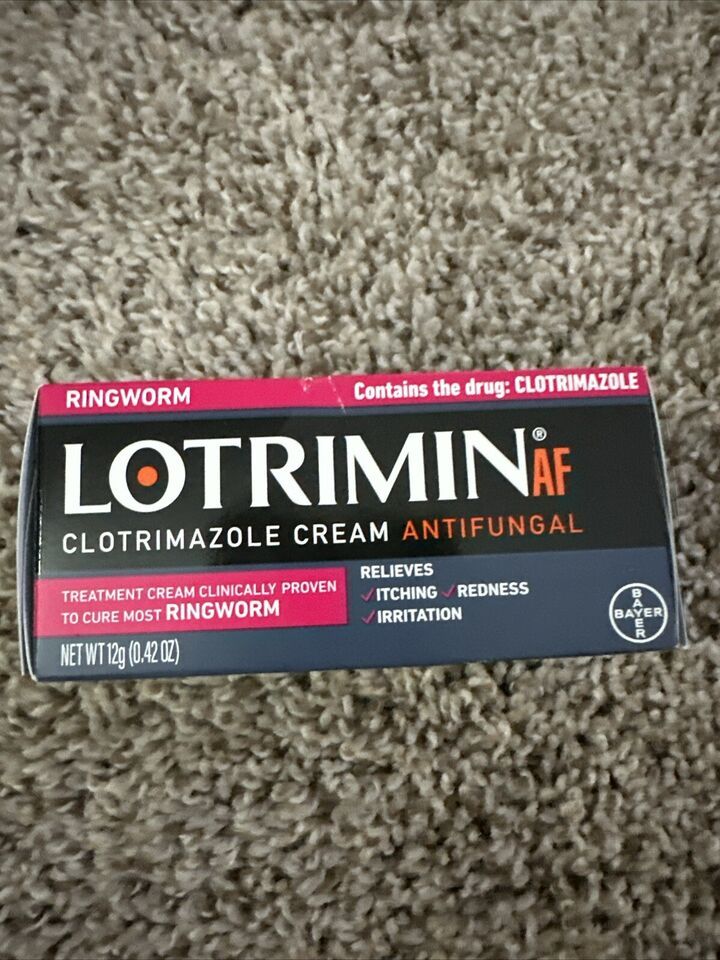 RINGWORM
Contains the drug: CLOTRIMAZOLE
LOTRIMIN® AF
CLOTRIMAZOLE CREAM ANTIFUNGAL
TREATMENT CREAM CLINICALLY PROVEN
TO CURE MOST RINGWORM
RELIEVES
✓ITCHING ✓REDNESS
✓IRRITATION
BAYER
BAYER
NET WT 12g (0.42 OZ)